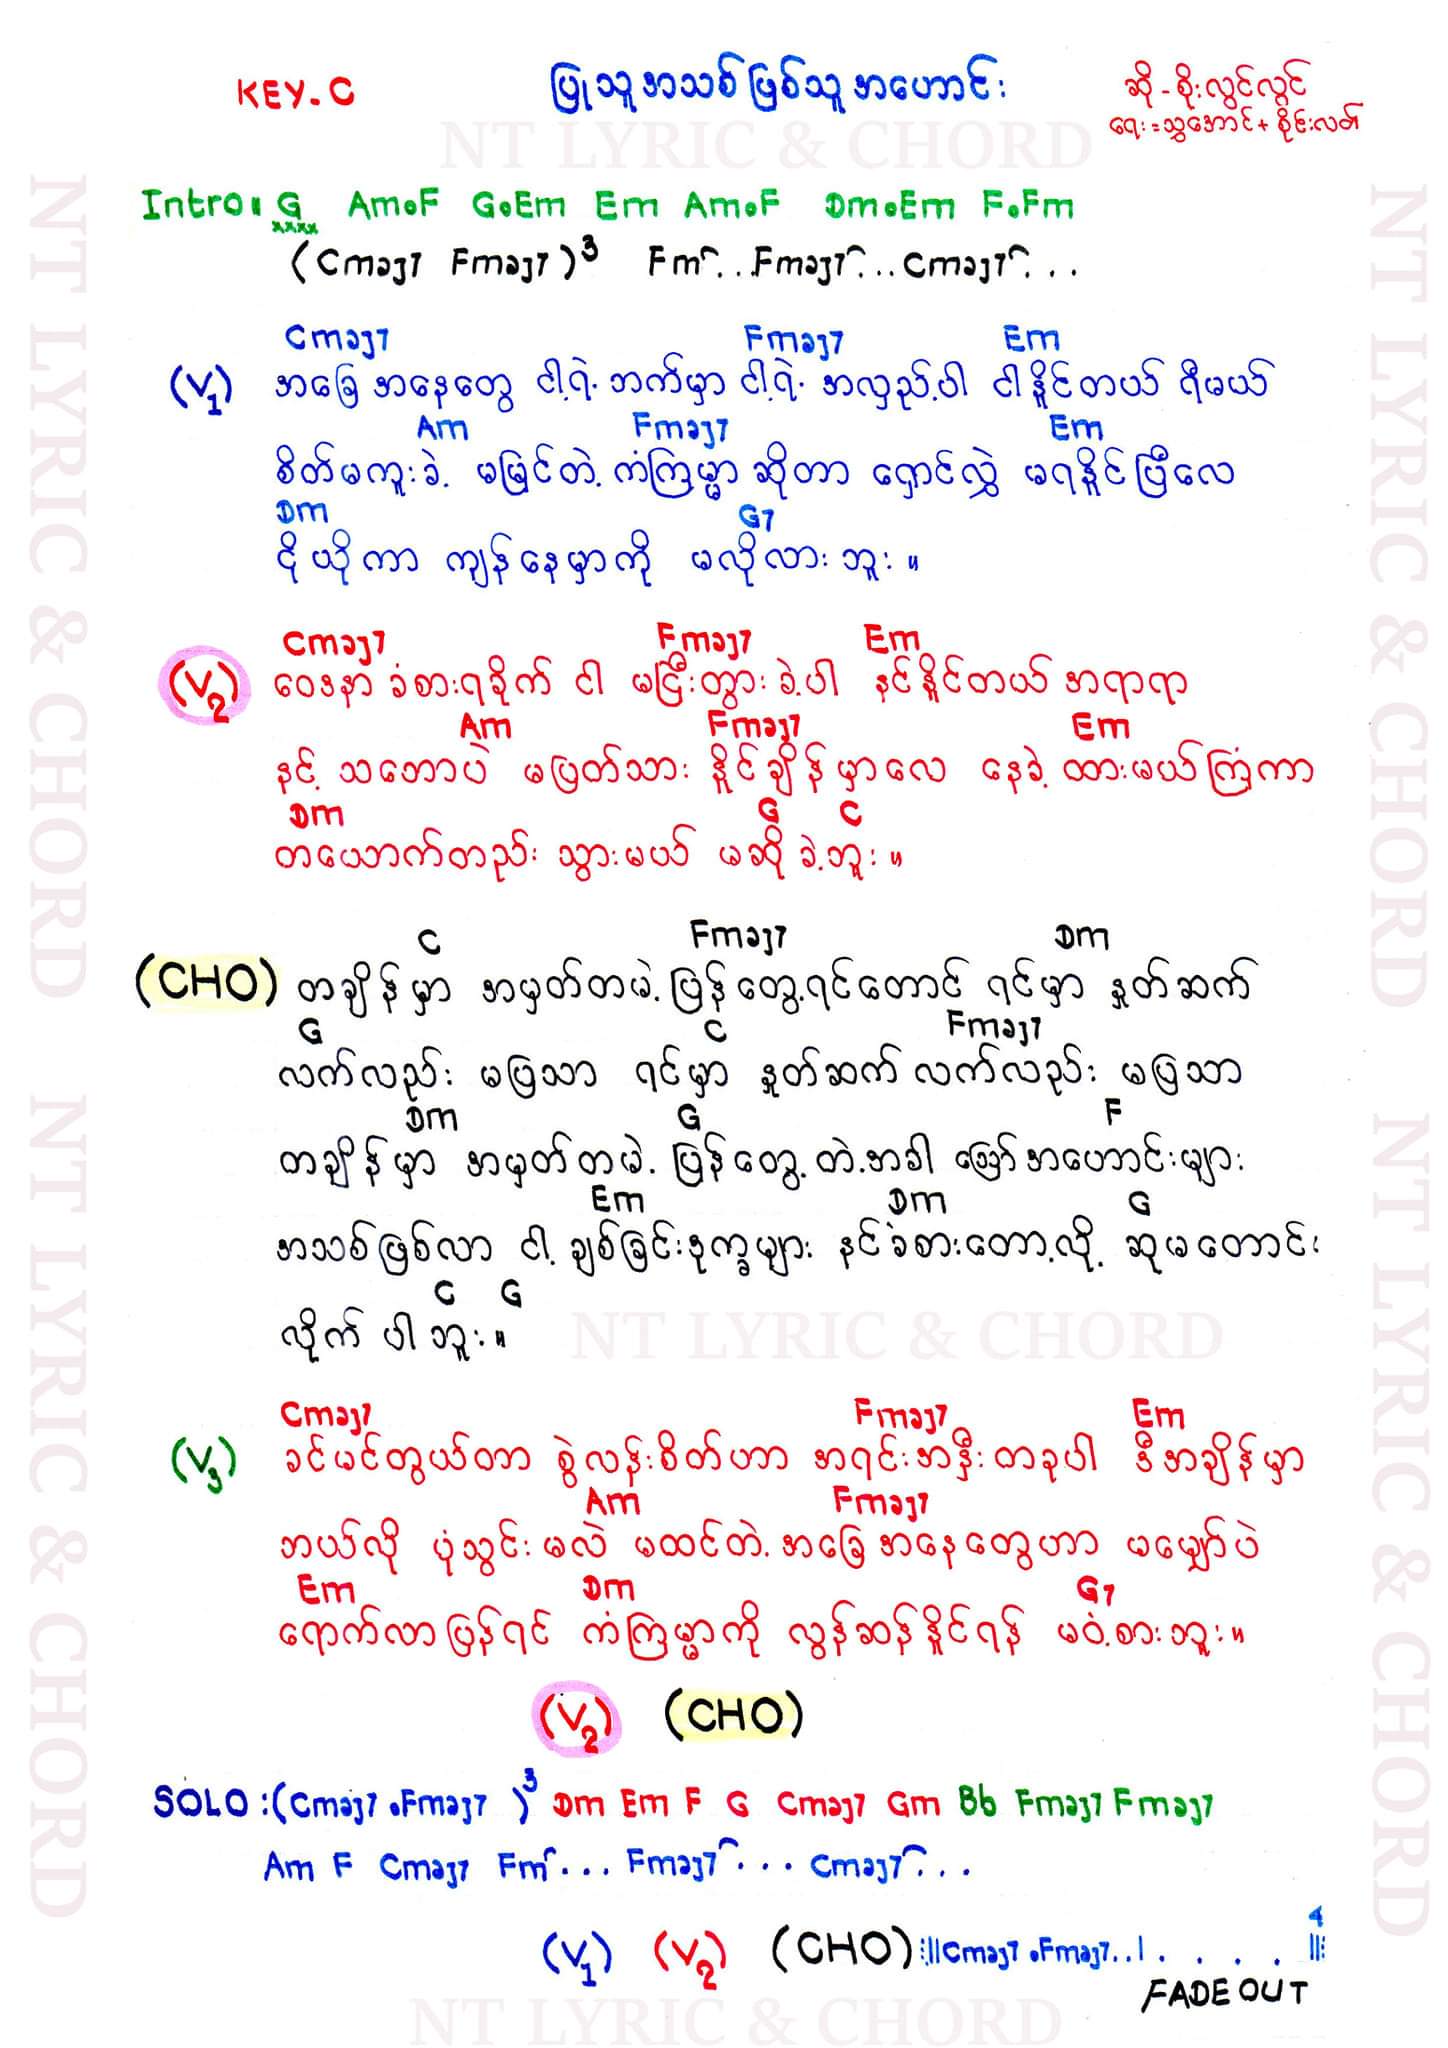 KEY.C
ပြုသူအသစ်ဖြစ်သူအဟောင်း
ဆို - စိုးလွင်လွင်
ရေး = သွှအောင် + စိုင်းလတ်
NT LYRIC & CHORD
Intro: G Am.F G.Em Em Am.F Dm.Em F.Fm
xxxx
(Cmaj7 Fmaj7)3 Fm...Fmaj7...Cmaj7...
Cmaj7 Fmaj7 Em
(V1) အခြေအနေတွေ ငါ့ရဲ့ ဘက်မှာ ငါ့ရဲ့ အလှည့်ပါ ငါနိုင်တယ် ရီမယ်
Am Fmaj7 Em
စိတ်မကူးခဲ့ မမြင်တဲ့ ကံကြမ္မာ ဆိုတာ ရှောင်လွှဲ မရနိုင်ပြီလေ
Dm G7
ငိုယိုကာ ကျန်နေမှာကို မလိုလားဘူး။
Cmaj7 Fmaj7 Em
(V2) ဝေဒနာ ခံစားရခိုက် ငါ မငြီးတွားခဲ့ပါ နင်နိုင်တယ် အရာရာ
Am Fmaj7 Em
နင့် သဘောပဲ မပြတ်သား နိုင်ချိန်မှာလေ နေခဲ့ ထားမယ်ကြံကာ
Dm G C
တယောက်တည်း သွားမယ် မဆိုခဲ့ဘူး။
C Fmaj7 Dm
(CHO) တချိန်မှာ အမှတ်တမဲ့ ပြန်တွေ့ရင်တောင် ရင်မှာ နှုတ်ဆက်
G C Fmaj7
လက်လည်း မပြသာ ရင်မှာ နှုတ်ဆက် လက်လည်း မပြသာ
Dm G F
တချိန်မှာ အမှတ်တမဲ့ ပြန်တွေ့ တဲ့အခါ ဪအဟောင်းများ
Em Dm G
အသစ်ဖြစ်လာ ငါ့ ချစ်ခြင်းဒုက္ခများ နင်ခံစားတော့လို့ ဆုမတောင်း
C G
လိုက်ပါဘူး။
NT LYRIC & CHORD
Cmaj7 Fmaj7 Em
(V3) ခင်မင်တွယ်တာ စွဲလန်းစိတ်ဟာ အရင်းအနှီးတခုပါ ဒီအချိန်မှာ
Am Fmaj7
ဘယ်လို ပုံသွင်းမလဲ မထင်တဲ့ အခြေအနေတွေဟာ မမျှော်ပဲ
Em Dm G7
ရောက်လာပြန်ရင် ကံကြမ္မာကို လွန်ဆန်နိုင်ရန် မဝံ့စားဘူး။
(V2) (CHO)
SOLO :(Cmaj7 .Fmaj7 )3 Dm Em F G Cmaj7 Gm Bb Fmaj7 Fmaj7
Am F Cmaj7 Fm... Fmaj7... Cmaj7...
(V1) (V2) (CHO) :||Cmaj7 .Fmaj7..| . . . . ||: 4
FADE OUT
NT LYRIC & CHORD
NT LYRIC & CHORD
NT LYRIC & CHORD
NT LYRIC & CHORD
NT LYRIC & CHORD